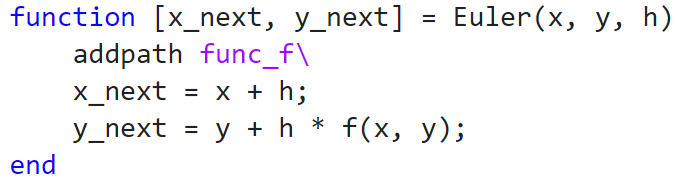 function [x_next, y_next] = Euler(x, y, h)
    addpath func_f\
    x_next = x + h;
    y_next = y + h * f(x, y);
end